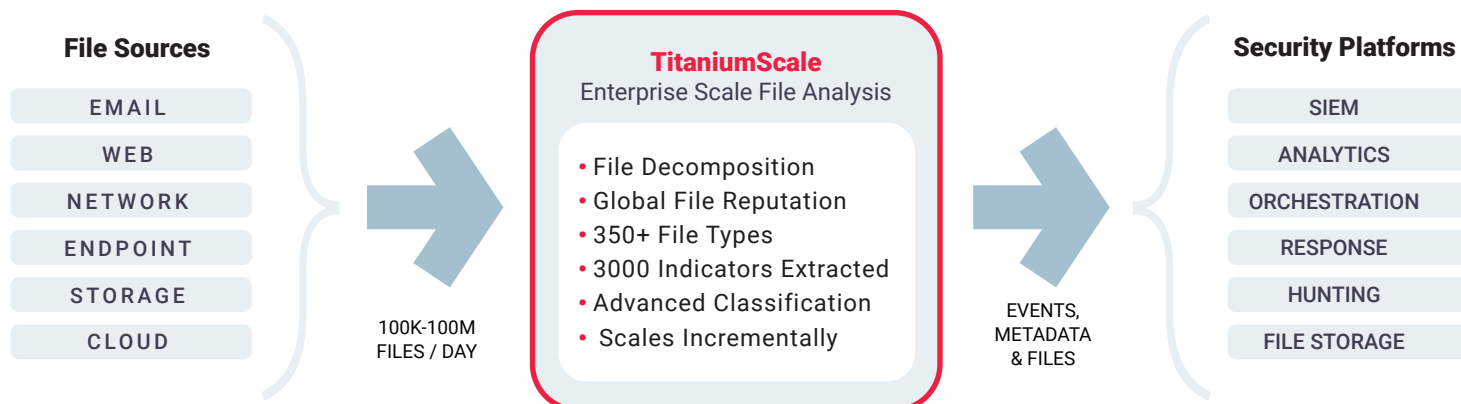 File Sources
EMAIL
WEB
NETWORK
ENDPOINT
STORAGE
CLOUD
100K-100M
FILES / DAY
TitaniumScale
Enterprise Scale File Analysis
• File Decomposition
• Global File Reputation
• 350+ File Types
• 3000 Indicators Extracted
• Advanced Classification
• Scales Incrementally
EVENTS,
METADATA
& FILES
Security Platforms
SIEM
ANALYTICS
ORCHESTRATION
RESPONSE
HUNTING
FILE STORAGE